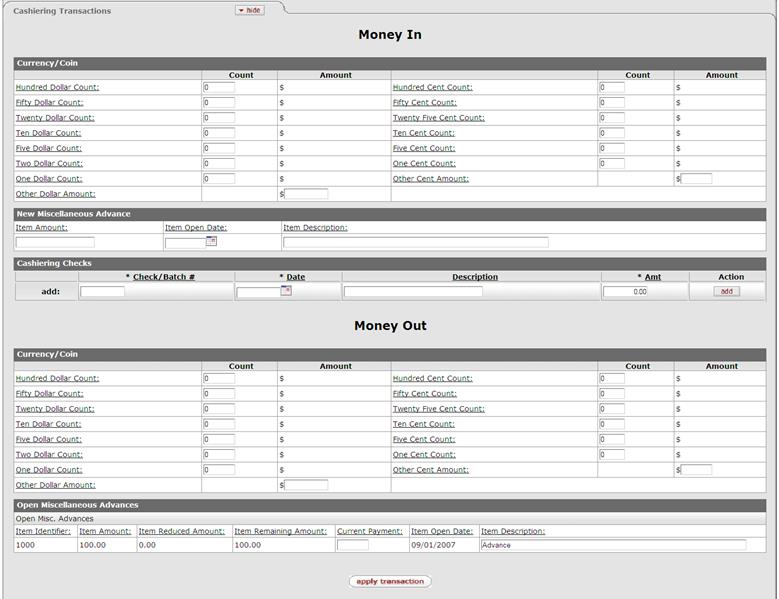 Cashiering Transactions hide
Money In
Currency/Coin
Count Amount Count Amount
Hundred Dollar Count: 0 $ Hundred Cent Count: 0 $
Fifty Dollar Count: 0 $ Fifty Cent Count: 0 $
Twenty Dollar Count: 0 $ Twenty Five Cent Count: 0 $
Ten Dollar Count: 0 $ Ten Cent Count: 0 $
Five Dollar Count: 0 $ Five Cent Count: 0 $
Two Dollar Count: 0 $ One Cent Count: 0 $
One Dollar Count: 0 $ Other Cent Amount: $
Other Dollar Amount: $
New Miscellaneous Advance
Item Amount: Item Open Date: Item Description:
Cashiering Checks
* Check/Batch # * Date Description * Amt Action
add: 0.00 add
Money Out
Currency/Coin
Count Amount Count Amount
Hundred Dollar Count: 0 $ Hundred Cent Count: 0 $
Fifty Dollar Count: 0 $ Fifty Cent Count: 0 $
Twenty Dollar Count: 0 $ Twenty Five Cent Count: 0 $
Ten Dollar Count: 0 $ Ten Cent Count: 0 $
Five Dollar Count: 0 $ Five Cent Count: 0 $
Two Dollar Count: 0 $ One Cent Count: 0 $
One Dollar Count: 0 $ Other Cent Amount: $
Other Dollar Amount: $
Open Miscellaneous Advances
Open Misc. Advances
Item Identifier: Item Amount: Item Reduced Amount: Item Remaining Amount: Current Payment: Item Open Date: Item Description:
1000 100.00 0.00 100.00 09/01/2007 Advance
apply transaction